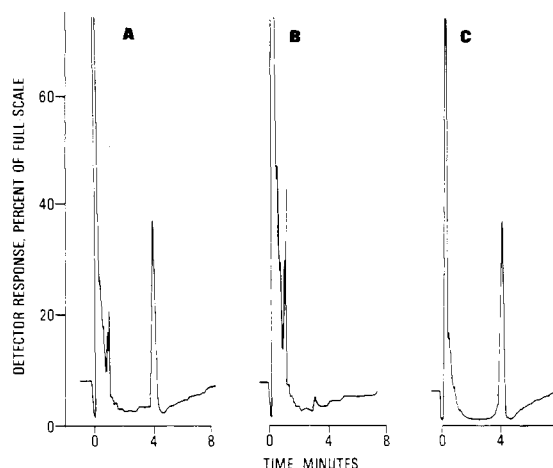 A B C
DETECTOR RESPONSE, PERCENT OF FULL SCALE
60
40
20
0
0 4 8 0 4 8 0 4
TIME MINUTES